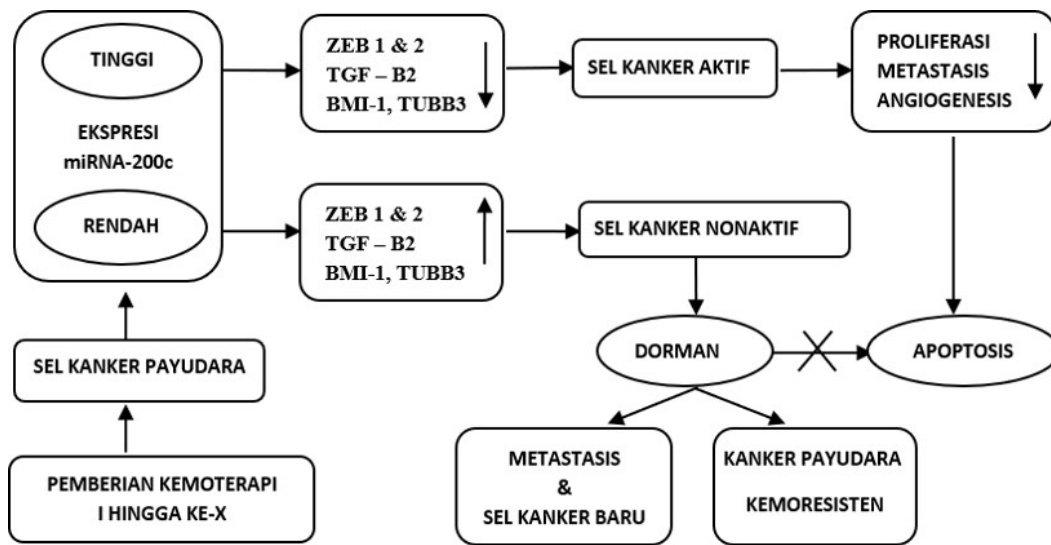 TINGGI
EKSPRESI
miRNA-200c
RENDAH
ZEB 1 & 2
TGF – B2
BMI-1, TUBB3
SEL KANKER AKTIF
PROLIFERASI
METASTASIS
ANGIOGENESIS
ZEB 1 & 2
TGF – B2
BMI-1, TUBB3
SEL KANKER NONAKTIF
DORMAN
APOPTOSIS
SEL KANKER PAYUDARA
PEMBERIAN KEMOTERAPI
I HINGGA KE-X
METASTASIS
&
SEL KANKER BARU
KANKER PAYUDARA
KEMORESISTEN